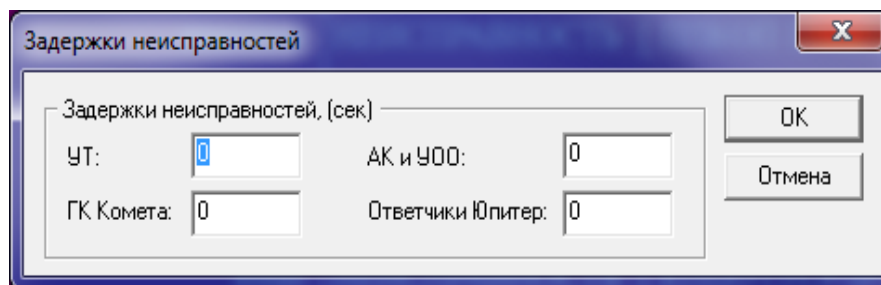 Задержки неисправностей
Задержки неисправностей, (сек)
УТ: 0 АК и УОО: 0
ГК Комета: 0 Ответчики Юпитер: 0
OK
Отмена